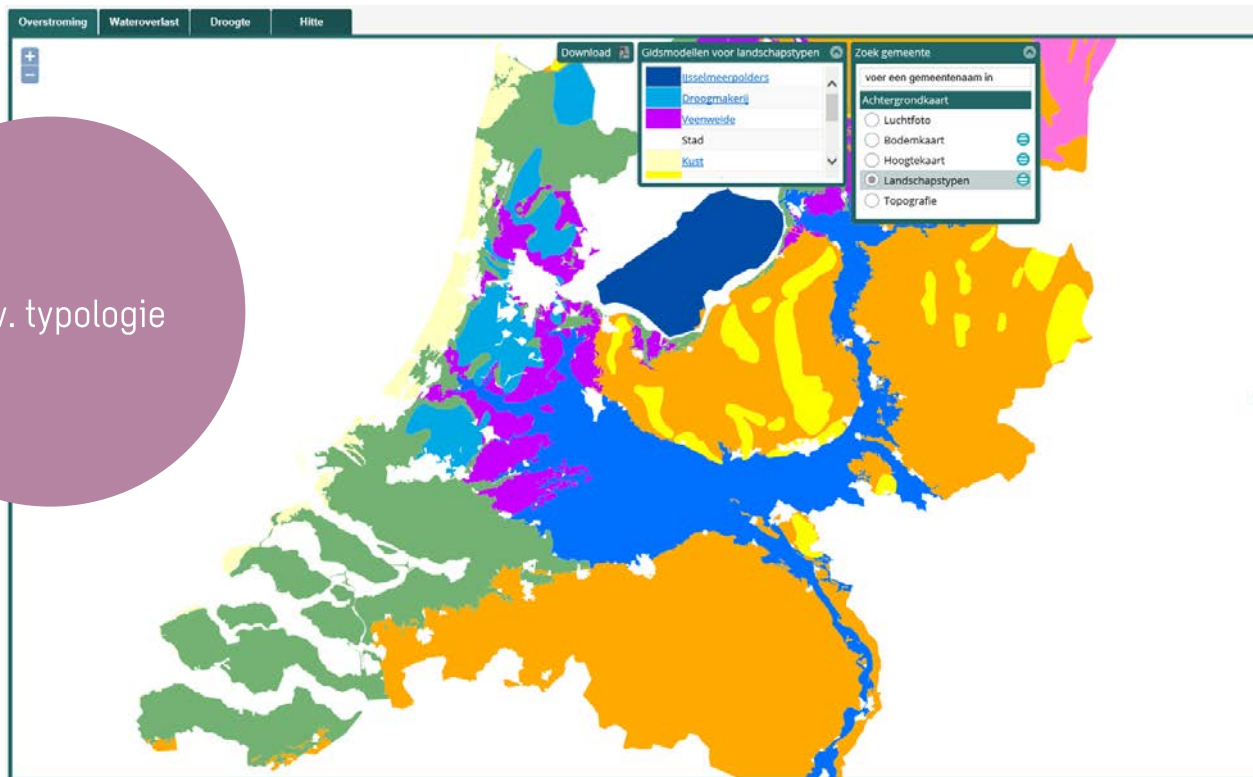 Overstroming
Wateroverlast
Droogte
Hitte
Download
Gidsmodellen voor landschapstypen
IJsselmeerpolders
Droogmakerij
Veenweide
Stad
Kust
Zoek gemeente
voer een gemeentenaam in
Achtergrondkaart
Luchtfoto
Bodemkaart
Hoogtekaart
Landschapstypen
Topografie
. typologie